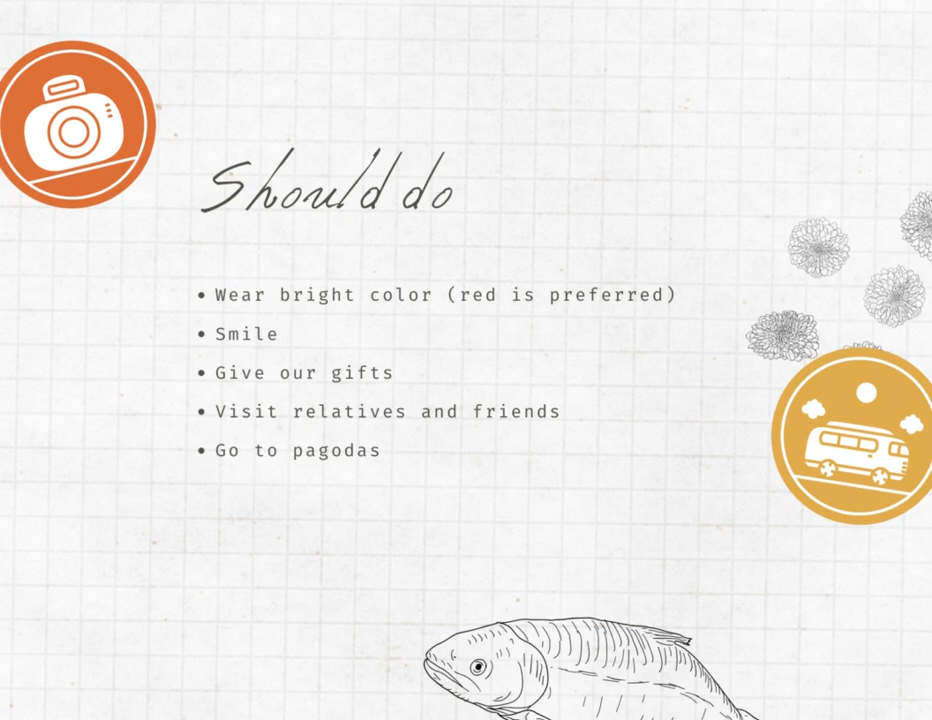 Should do
• Wear bright color (red is preferred)
• Smile
• Give our gifts
• Visit relatives and friends
• Go to pagodas